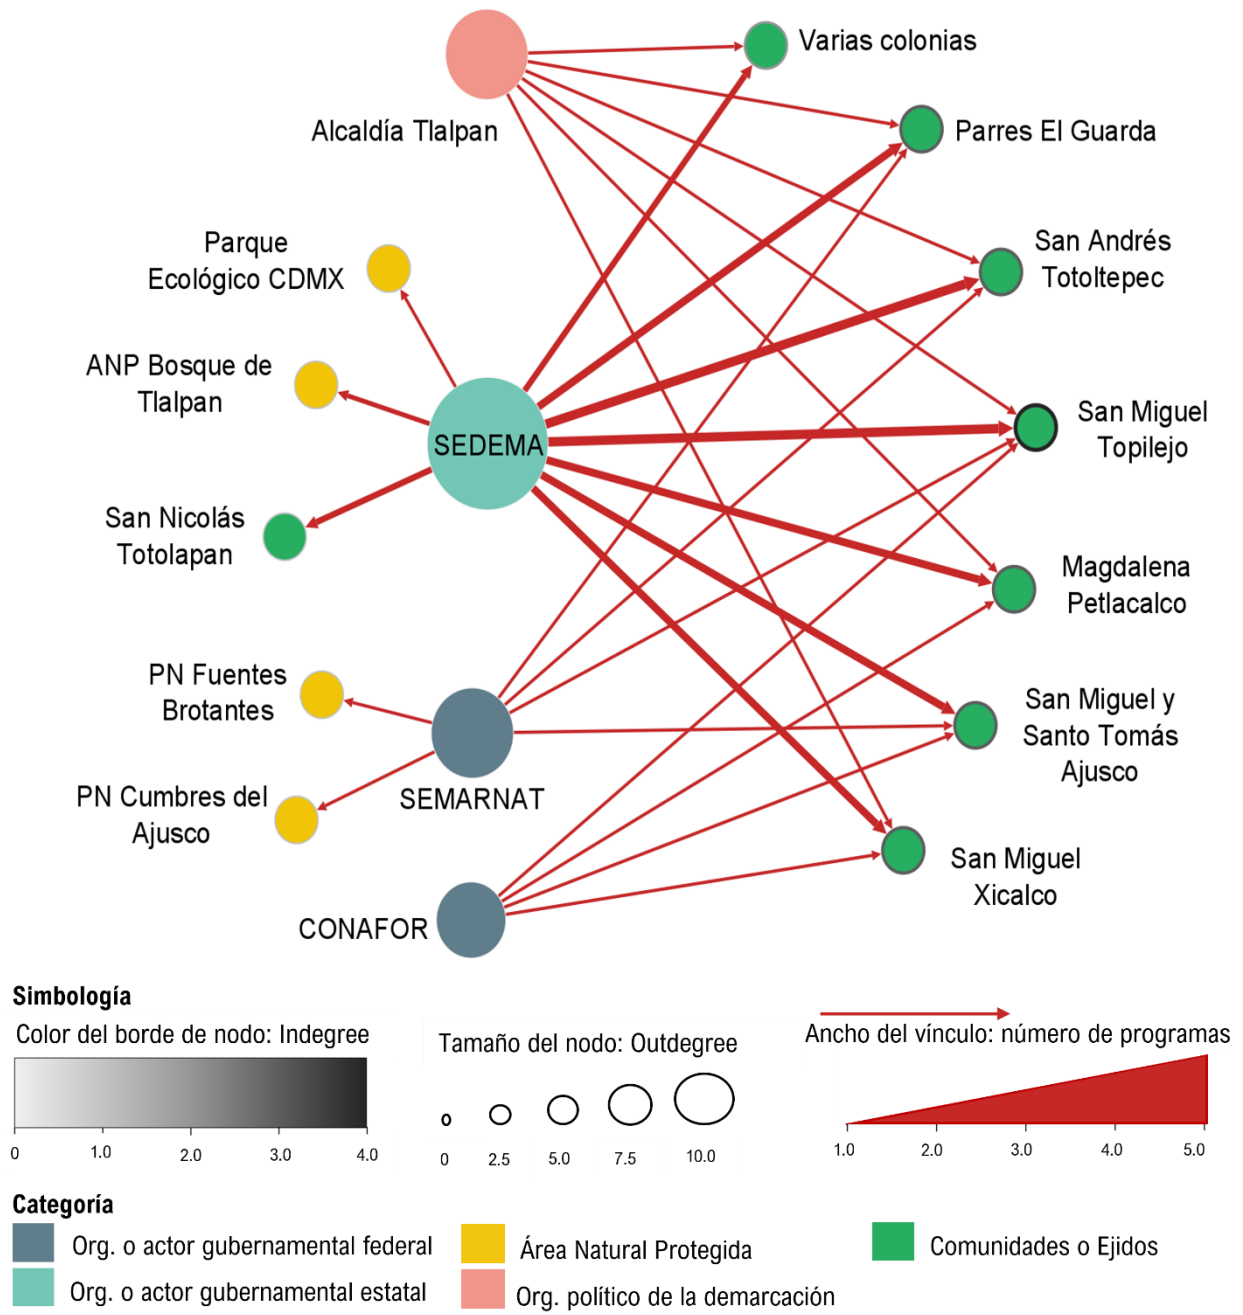 Varias colonias
Alcaldía Tlalpan
Parres El Guarda
Parque
Ecológico CDMX
San Andrés
Totoltepec
ANP Bosque de
Tlalpan
SEDEMA
San Miguel
Topilejo
San Nicolás
Totolapan
Magdalena
Petlacalco
PN Fuentes
Brotantes
San Miguel y
Santo Tomás
Ajusco
SEMARNAT
PN Cumbres del
Ajusco
San Miguel
Xicalco
CONAFOR
Simbología
Color del borde de nodo: Indegree
0 1.0 2.0 3.0 4.0
Tamaño del nodo: Outdegree
0 2.5 5.0 7.5 10.0
Ancho del vínculo: número de programas
1.0 2.0 3.0 4.0 5.0
Categoría
Org. o actor gubernamental federal
Org. o actor gubernamental estatal
Área Natural Protegida
Org. político de la demarcación
Comunidades o Ejidos